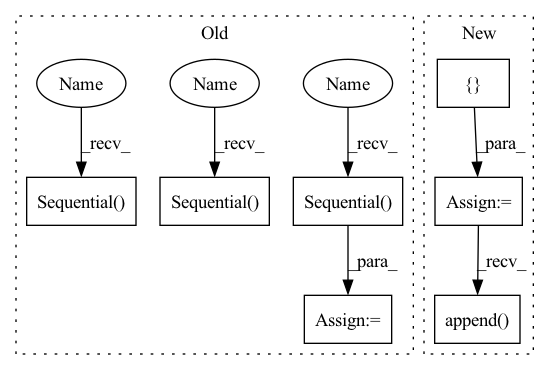 Old
New
Name
Name
Name
{}
_recv_
_recv_
_recv_
_para_
Sequential()
Sequential()
Sequential()
Assign:=
_para_
_recv_
Assign:=
append()